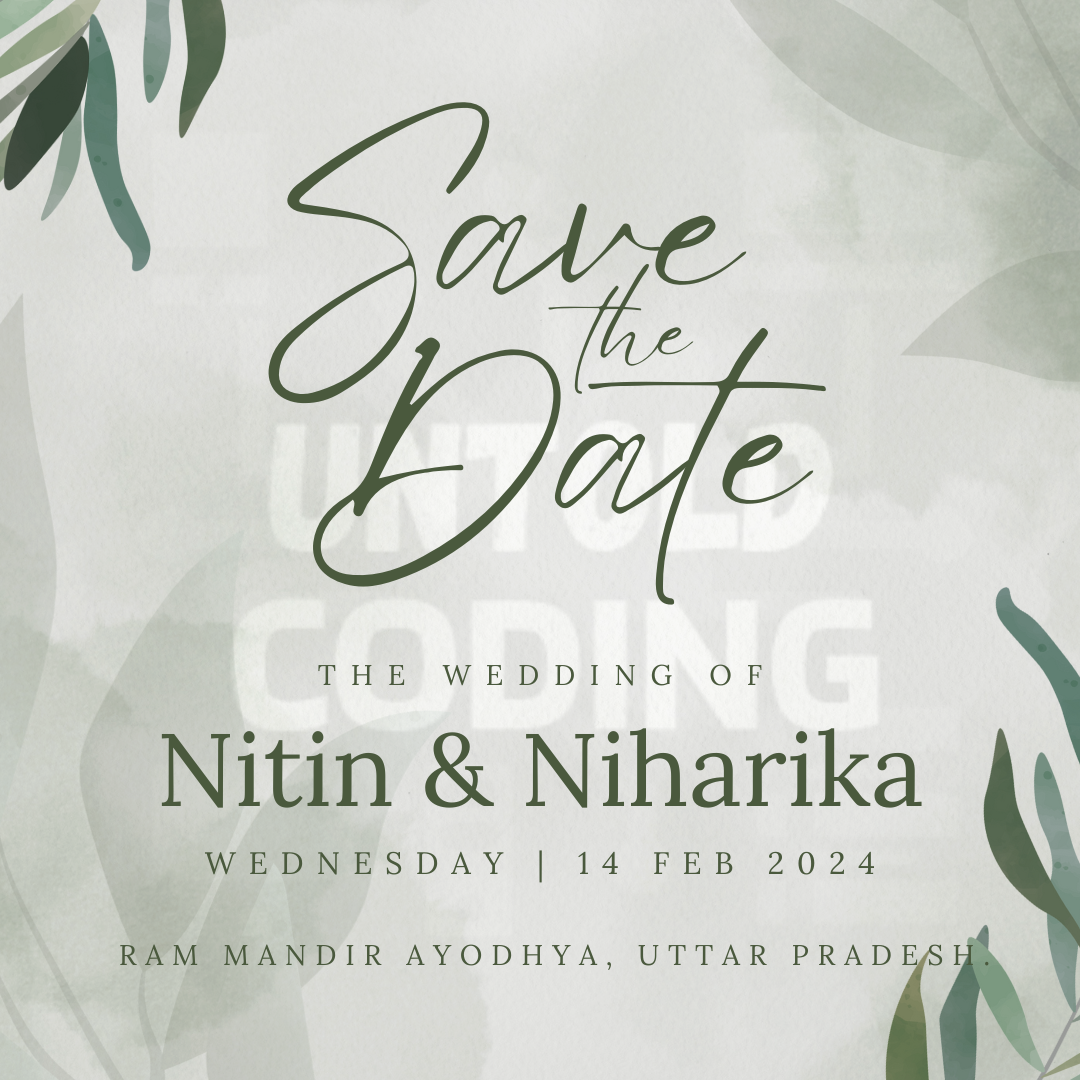 Save
the
Date
UNTOLD
CODING
THE WEDDING OF
Nitin & Niharika
WEDNESDAY | 14 FEB 2024
RAM MANDIR AYODHYA, UTTAR PRADESH.